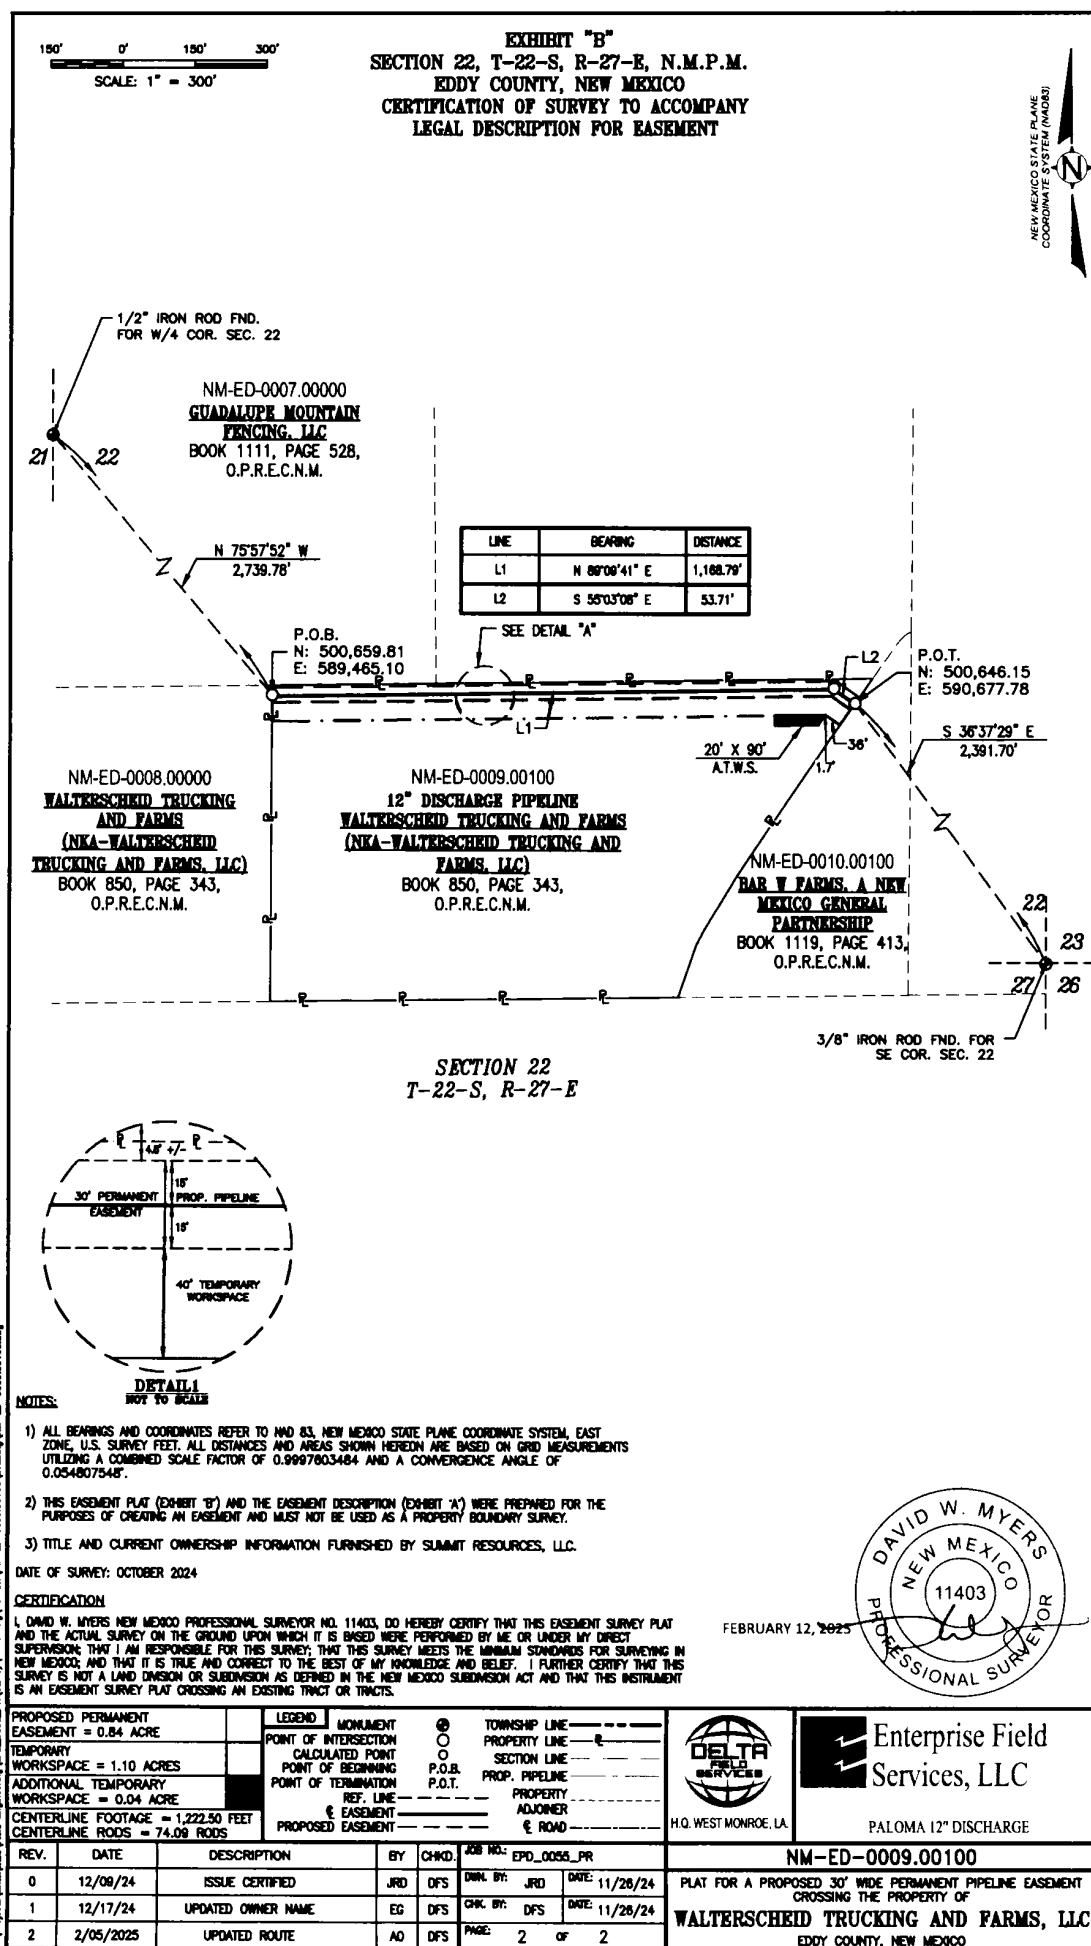 EXHIBIT "B"
SECTION 22, T-22-S, R-27-E, N.M.P.M.
EDDY COUNTY, NEW MEXICO
CERTIFICATION OF SURVEY TO ACCOMPANY
LEGAL DESCRIPTION FOR EASEMENT
150' 0' 150' 300'
SCALE: 1" = 300'
NEW MEXICO STATE PLANE
COORDINATE SYSTEM (NAD83)
N
1/2" IRON ROD FND.
FOR W/4 COR. SEC. 22
NM-ED-0007.00000
GUADALUPE MOUNTAIN
FENCING, LLC
BOOK 1111, PAGE 528,
O.P.R.E.C.N.M.
21 22
N 75°57'52" W
2,739.78'
LINE BEARING DISTANCE
L1 N 89°09'41" E 1,168.79'
L2 S 55°03'08" E 53.71'
SEE DETAIL "A"
P.O.B.
N: 500,659.81
E: 589,465.10
L2
P.O.T.
N: 500,646.15
E: 590,677.78
L1
S 36°37'29" E
2,391.70'
20' X 90'
A.T.W.S.
36'
1.7'
NM-ED-0008.00000
WALTERSCHEID TRUCKING
AND FARMS
(NKA-WALTERSCHEID
TRUCKING AND FARMS, LLC)
BOOK 850, PAGE 343,
O.P.R.E.C.N.M.
NM-ED-0009.00100
12" DISCHARGE PIPELINE
WALTERSCHEID TRUCKING AND FARMS
(NKA-WALTERSCHEID TRUCKING AND
FARMS, LLC)
BOOK 850, PAGE 343,
O.P.R.E.C.N.M.
NM-ED-0010.00100
BAR W FARMS, A NEW
MEXICO GENERAL
PARTNERSHIP
BOOK 1119, PAGE 413,
O.P.R.E.C.N.M.
22 23
27 26
3/8" IRON ROD FND. FOR
SE COR. SEC. 22
SECTION 22
T-22-S, R-27-E
4.8' +/-
15'
30' PERMANENT PROP. PIPELINE
EASEMENT
15'
40' TEMPORARY
WORKSPACE
DETAIL1
NOT TO SCALE
NOTES:
1) ALL BEARINGS AND COORDINATES REFER TO NAD 83, NEW MEXICO STATE PLANE COORDINATE SYSTEM, EAST
ZONE, U.S. SURVEY FEET. ALL DISTANCES AND AREAS SHOWN HEREON ARE BASED ON GRID MEASUREMENTS
UTILIZING A COMBINED SCALE FACTOR OF 0.9997603484 AND A CONVERGENCE ANGLE OF
0.054807548°.
2) THIS EASEMENT PLAT (EXHIBIT "B") AND THE EASEMENT DESCRIPTION (EXHIBIT "A") WERE PREPARED FOR THE
PURPOSES OF CREATING AN EASEMENT AND MUST NOT BE USED AS A PROPERTY BOUNDARY SURVEY.
3) TITLE AND CURRENT OWNERSHIP INFORMATION FURNISHED BY SUMMIT RESOURCES, LLC.
DATE OF SURVEY: OCTOBER 2024
CERTIFICATION
I, DAVID W. MYERS NEW MEXICO PROFESSIONAL SURVEYOR NO. 11403, DO HEREBY CERTIFY THAT THIS EASEMENT SURVEY PLAT
AND THE ACTUAL SURVEY ON THE GROUND UPON WHICH IT IS BASED WERE PERFORMED BY ME OR UNDER MY DIRECT
SUPERVISION; THAT I AM RESPONSIBLE FOR THIS SURVEY; THAT THIS SURVEY MEETS THE MINIMUM STANDARDS FOR SURVEYING IN
NEW MEXICO; AND THAT IT IS TRUE AND CORRECT TO THE BEST OF MY KNOWLEDGE AND BELIEF. I FURTHER CERTIFY THAT THIS
SURVEY IS NOT A LAND DIVISION OR SUBDIVISION AS DEFINED IN THE NEW MEXICO SUBDIVISION ACT AND THAT THIS INSTRUMENT
IS AN EASEMENT SURVEY PLAT CROSSING AN EXISTING TRACT OR TRACTS.
FEBRUARY 12, 2025
DAVID W. MYERS
NEW MEXICO
11403
PROFESSIONAL SURVEYOR
PROPOSED PERMANENT
EASEMENT = 0.84 ACRE
TEMPORARY
WORKSPACE = 1.10 ACRES
ADDITIONAL TEMPORARY
WORKSPACE = 0.04 ACRE
CENTERLINE FOOTAGE = 1,222.50 FEET
CENTERLINE RODS = 74.09 RODS
LEGEND
MONUMENT
POINT OF INTERSECTION
CALCULATED POINT
POINT OF BEGINNING P.O.B.
POINT OF TERMINATION P.O.T.
REF. LINE
℄ EASEMENT
PROPOSED EASEMENT
TOWNSHIP LINE
PROPERTY LINE
SECTION LINE
PROP. PIPELINE
PROPERTY
ADJOINER
℄ ROAD
DELTA
FIELD
SERVICES
H.Q. WEST MONROE, LA.
Enterprise Field
Services, LLC
PALOMA 12" DISCHARGE
REV. DATE DESCRIPTION BY CHKD.
0 12/09/24 ISSUE CERTIFIED JRD DFS
1 12/17/24 UPDATED OWNER NAME EG DFS
2 2/05/2025 UPDATED ROUTE AO DFS
JOB NO.: EPD_0055_PR
DWN. BY: JRD DATE: 11/26/24
CHK. BY: DFS DATE: 11/26/24
PAGE: 2 OF 2
NM-ED-0009.00100
PLAT FOR A PROPOSED 30' WIDE PERMANENT PIPELINE EASEMENT
CROSSING THE PROPERTY OF
WALTERSCHEID TRUCKING AND FARMS, LLC
EDDY COUNTY, NEW MEXICO